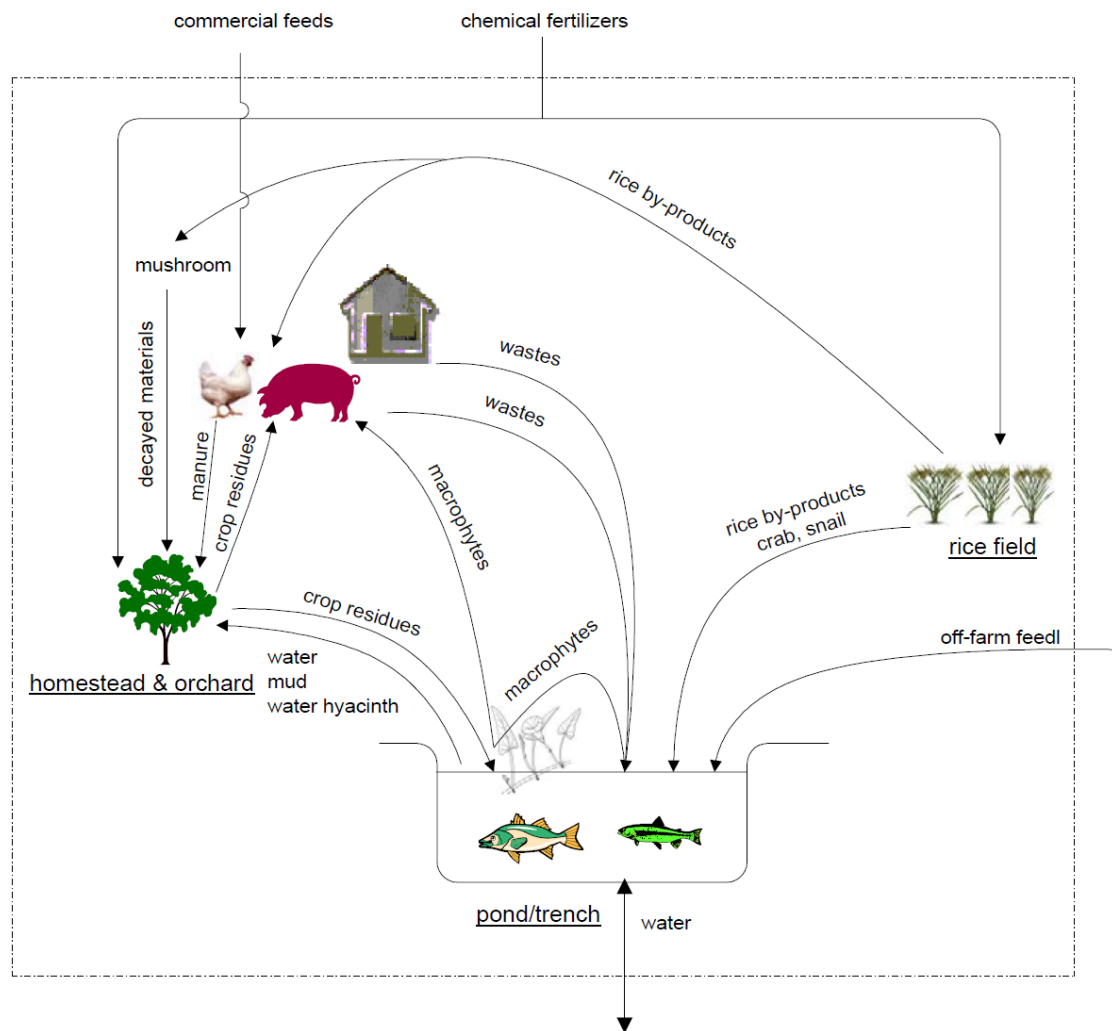 commercial feeds
chemical fertilizers
rice by-products
mushroom
wastes
wastes
decayed materials
manure
crop residues
macrophytes
rice by-products
crab, snail
rice field
crop residues
macrophytes
off-farm feedl
water
mud
water hyacinth
homestead & orchard
pond/trench
water